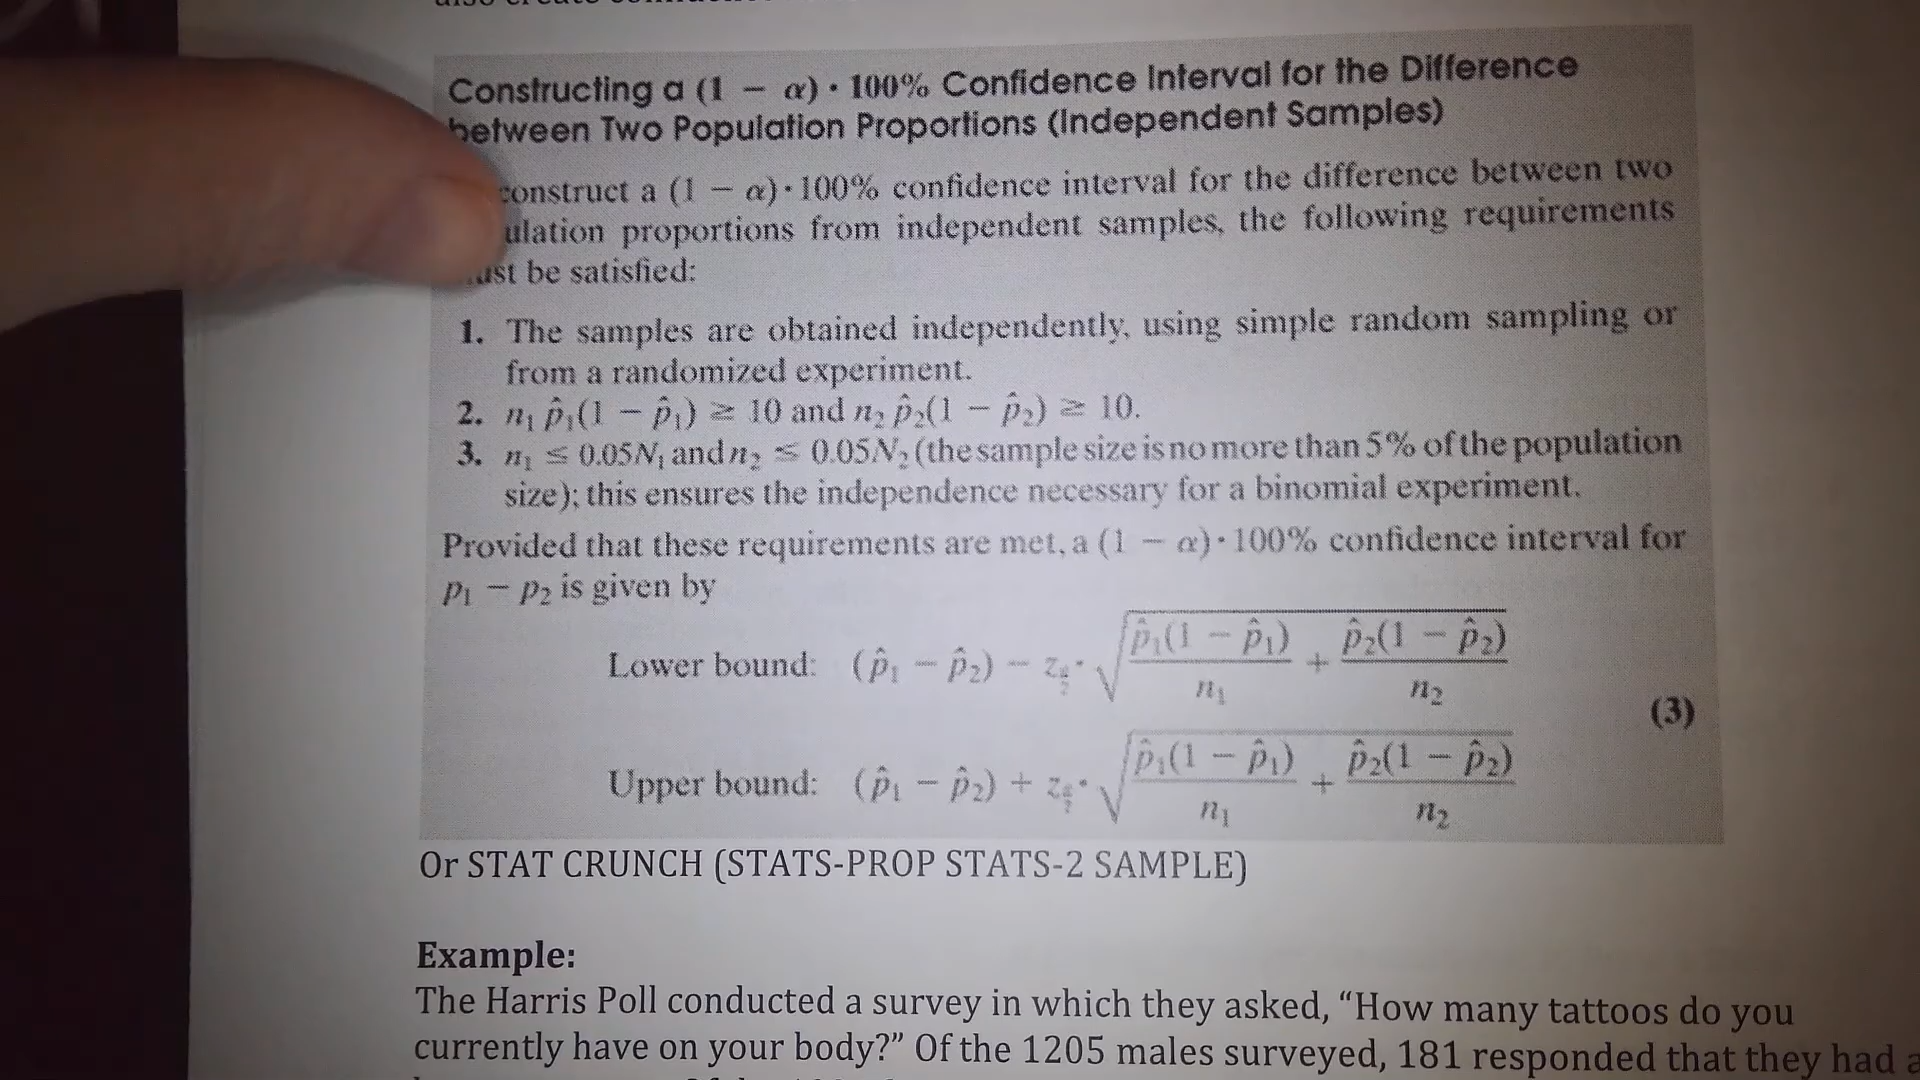 also create
Constructing a (1 − α) · 100% Confidence Interval for the Difference
between Two Population Proportions (Independent Samples)
construct a (1 − α) · 100% confidence interval for the difference between two
ulation proportions from independent samples, the following requirements
ust be satisfied:
1. The samples are obtained independently, using simple random sampling or
from a randomized experiment.
2. n₁ p̂₁(1 − p̂₁) ≥ 10 and n₂ p̂₂(1 − p̂₂) ≥ 10.
3. n₁ ≤ 0.05N₁ and n₂ ≤ 0.05N₂ (the sample size is no more than 5% of the population
size); this ensures the independence necessary for a binomial experiment.
Provided that these requirements are met, a (1 − α) · 100% confidence interval for
p₁ − p₂ is given by
Lower bound: (p̂₁ − p̂₂) − z_(α/2) · √(p̂₁(1 − p̂₁)/n₁ + p̂₂(1 − p̂₂)/n₂)
(3)
Upper bound: (p̂₁ − p̂₂) + z_(α/2) · √(p̂₁(1 − p̂₁)/n₁ + p̂₂(1 − p̂₂)/n₂)
Or STAT CRUNCH (STATS-PROP STATS-2 SAMPLE)
Example:
The Harris Poll conducted a survey in which they asked, “How many tattoos do you
currently have on your body?” Of the 1205 males surveyed, 181 responded that they had a